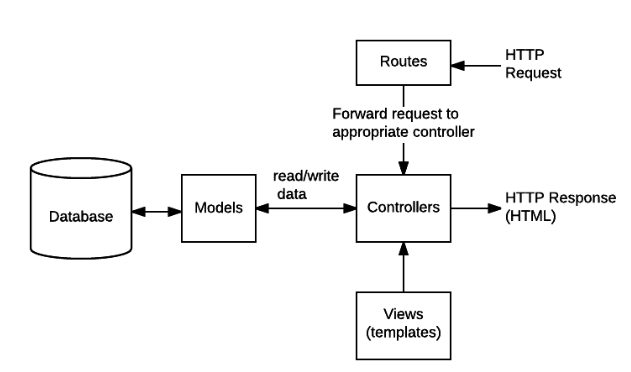 Routes
HTTP
Request
Forward request to
appropriate controller
read/write
data
Database
Models
Controllers
HTTP Response
(HTML)
Views
(templates)